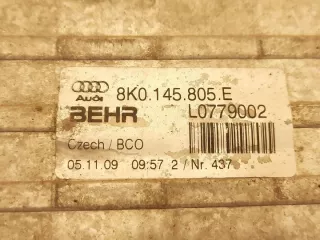 Audi 8K0.145.805.E
BEHR L0779002
Czech / BCO
05.11.09 09:57 2 / Nr. 437